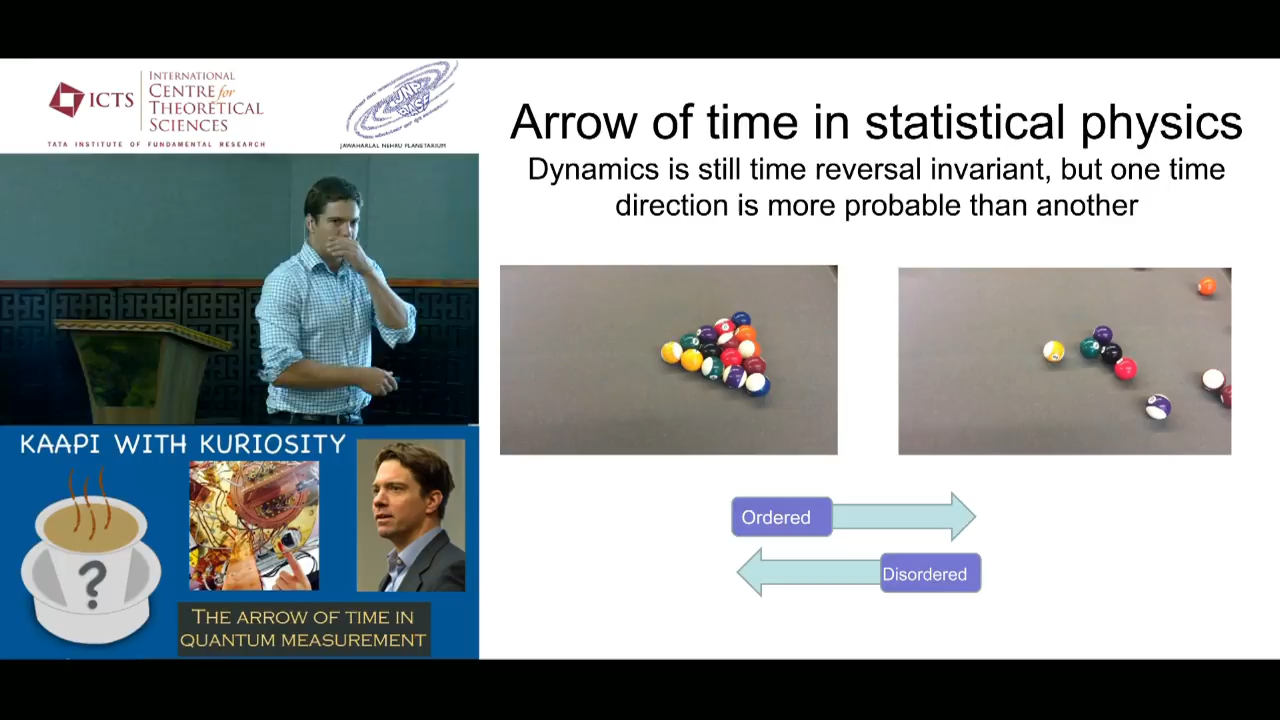 ICTS
INTERNATIONAL
CENTRE for
THEORETICAL
SCIENCES
TATA INSTITUTE OF FUNDAMENTAL RESEARCH
JNP
BASF
JAWAHARLAL NEHRU PLANETARIUM
Arrow of time in statistical physics
Dynamics is still time reversal invariant, but one time
direction is more probable than another
Ordered
Disordered
KAAPI WITH KURIOSITY
?
THE ARROW OF TIME IN
QUANTUM MEASUREMENT